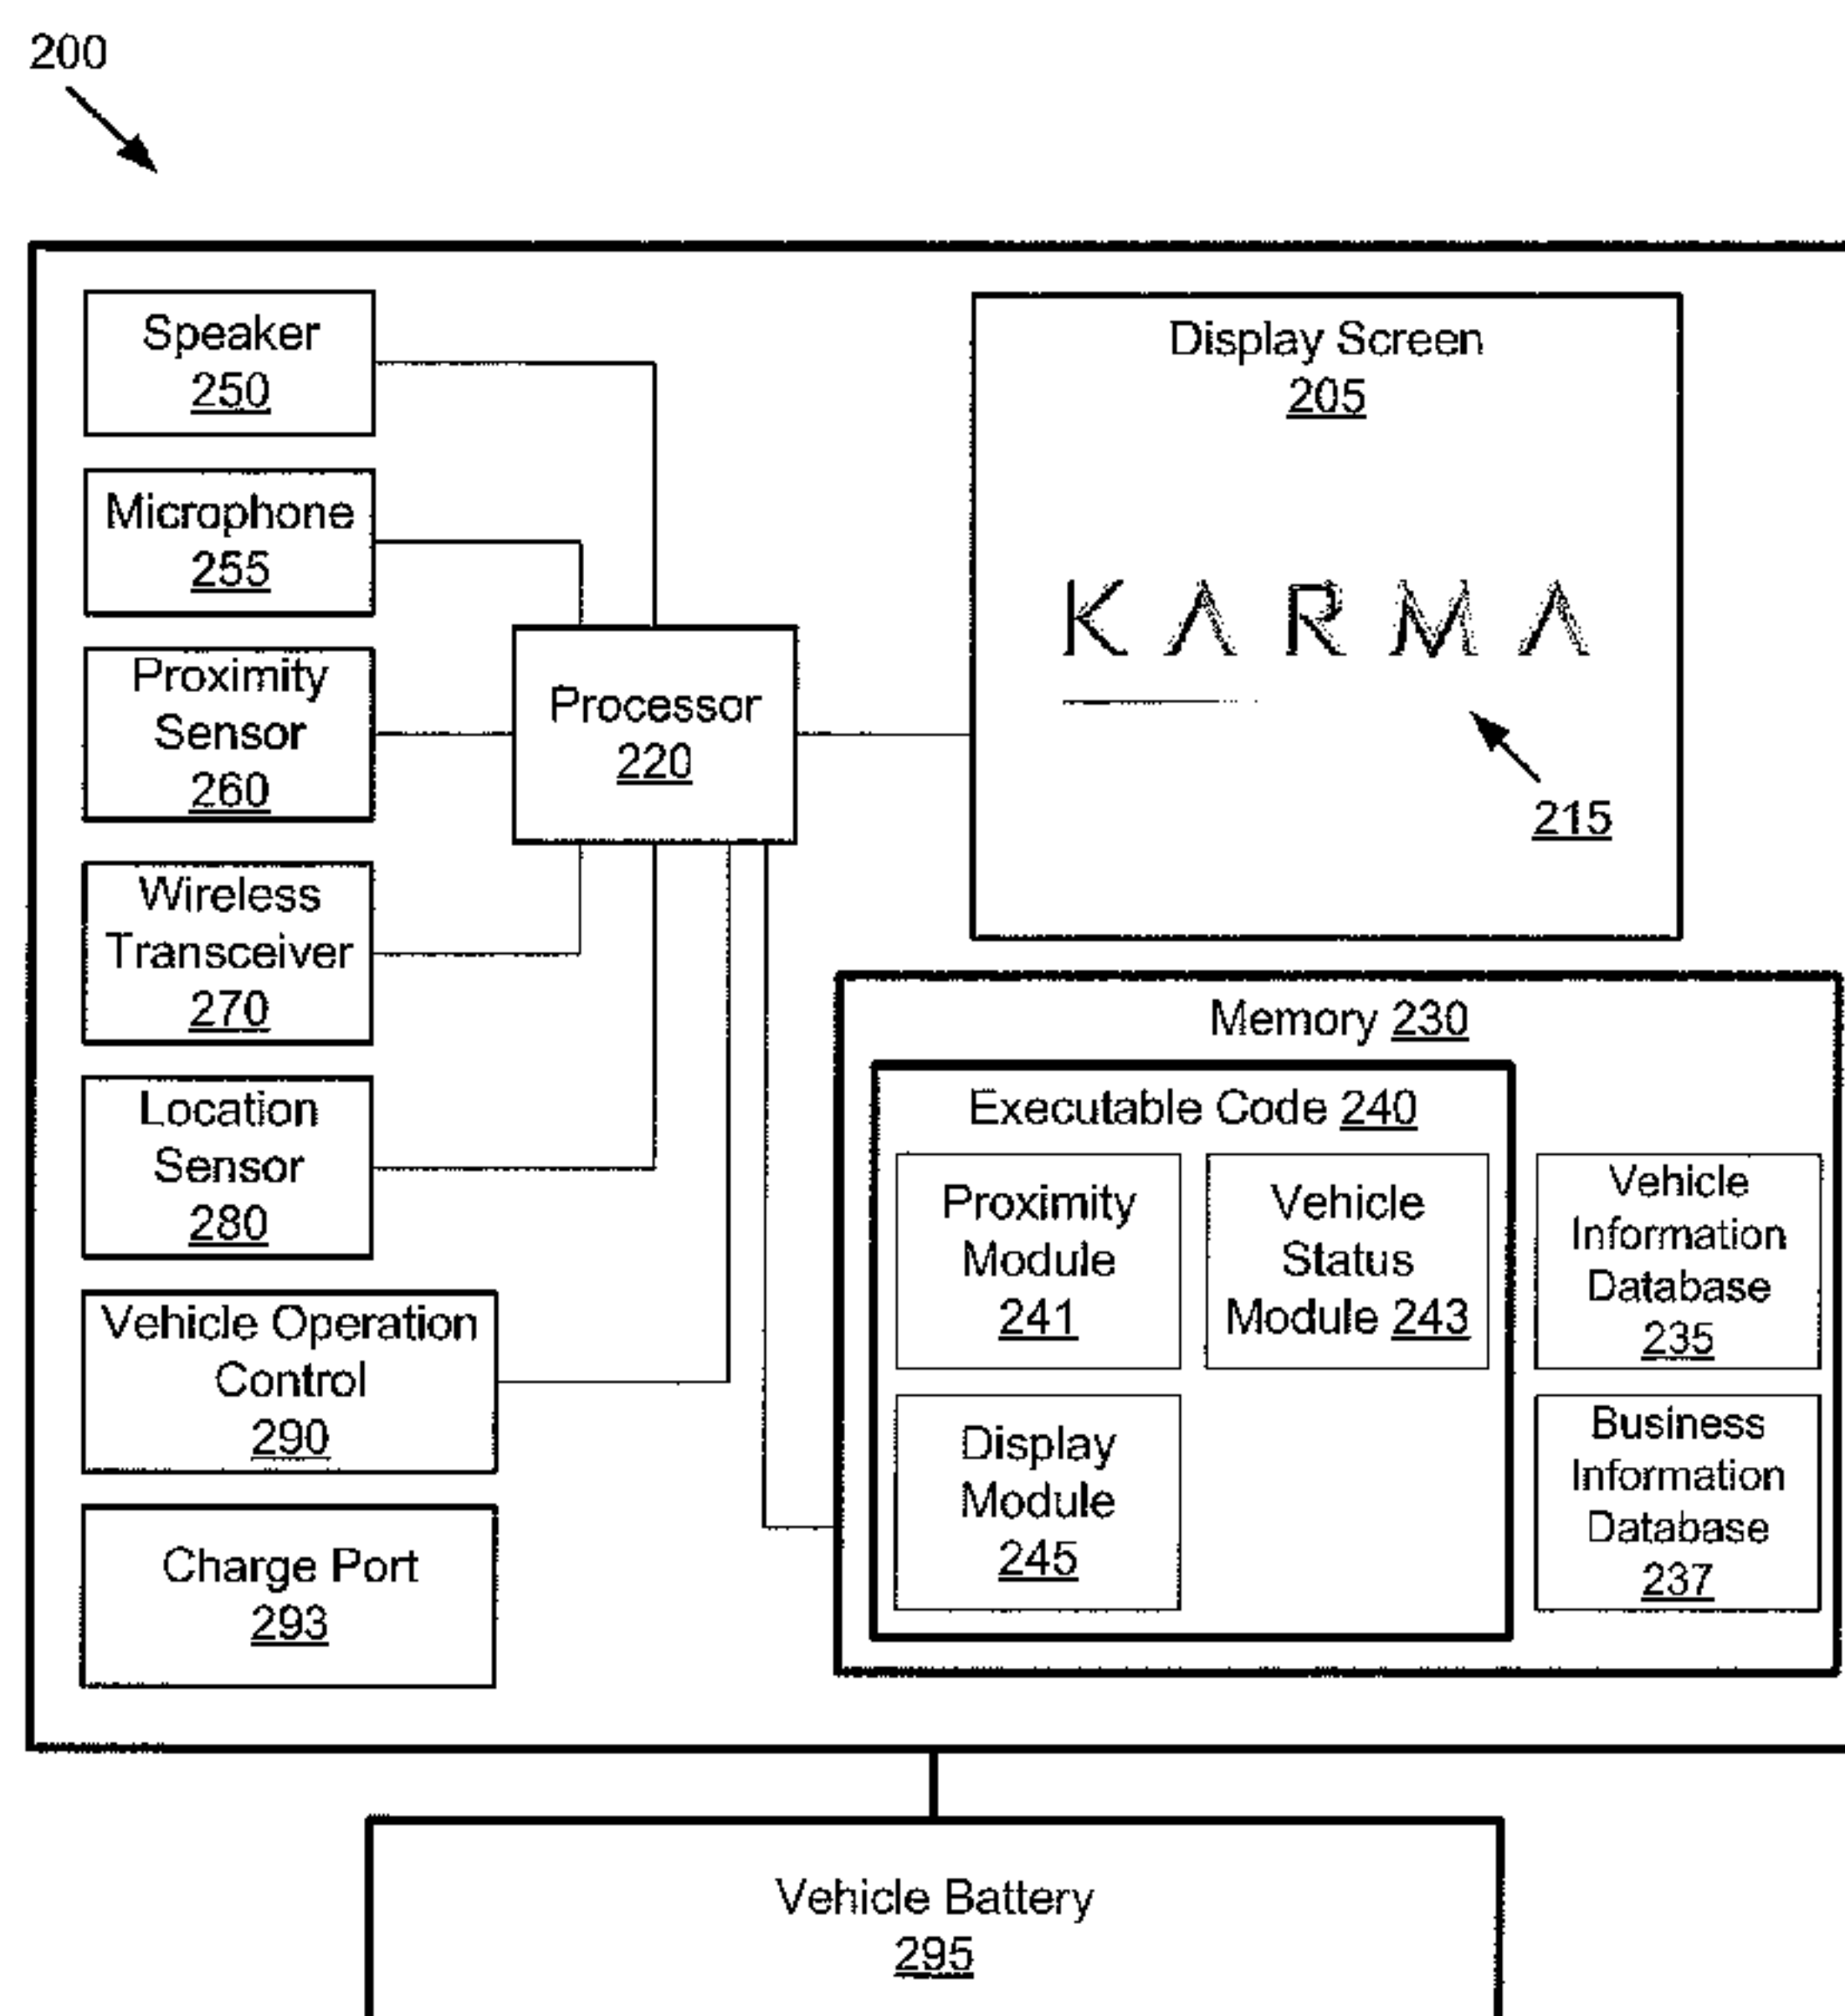 200
Speaker
250
Microphone
255
Proximity
Sensor
260
Wireless
Transceiver
270
Location
Sensor
280
Vehicle Operation
Control
290
Charge Port
293
Processor
220
Display Screen
205
KARMA
215
Memory 230
Executable Code 240
Proximity
Module
241
Vehicle
Status
Module 243
Display
Module
245
Vehicle
Information
Database
235
Business
Information
Database
237
Vehicle Battery
295